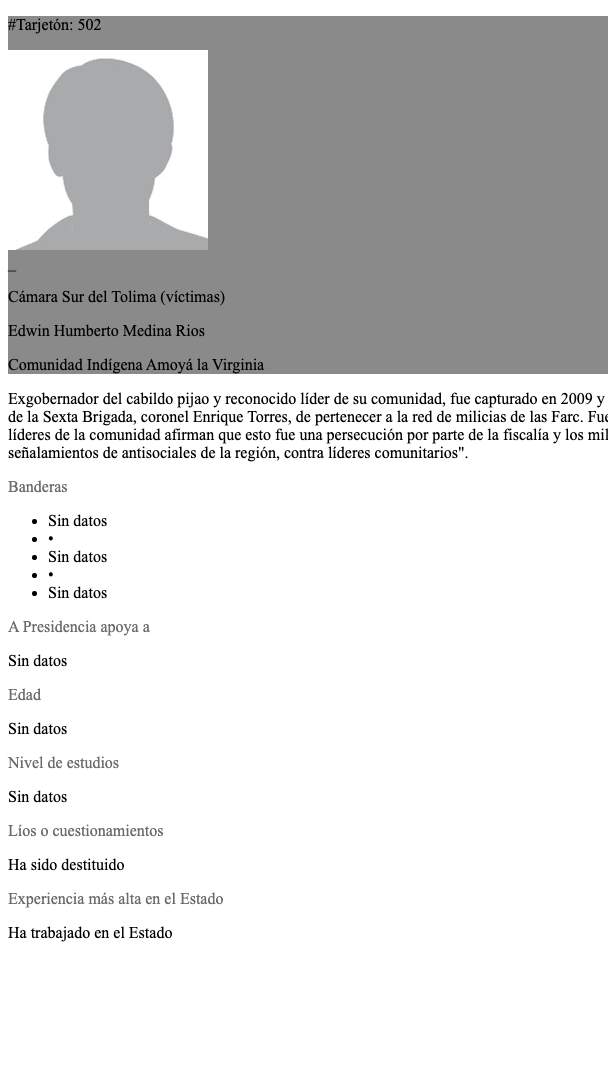 #Tarjetón: 502
_
Cámara Sur del Tolima (víctimas)
Edwin Humberto Medina Rios
Comunidad Indígena Amoyá la Virginia
Exgobernador del cabildo pijao y reconocido líder de su comunidad, fue capturado en 2009 y
de la Sexta Brigada, coronel Enrique Torres, de pertenecer a la red de milicias de las Farc. Fue
líderes de la comunidad afirman que esto fue una persecución por parte de la fiscalía y los mil
señalamientos de antisociales de la región, contra líderes comunitarios".
Banderas
• Sin datos
• •
• Sin datos
• •
• Sin datos
A Presidencia apoya a
Sin datos
Edad
Sin datos
Nivel de estudios
Sin datos
Líos o cuestionamientos
Ha sido destituido
Experiencia más alta en el Estado
Ha trabajado en el Estado